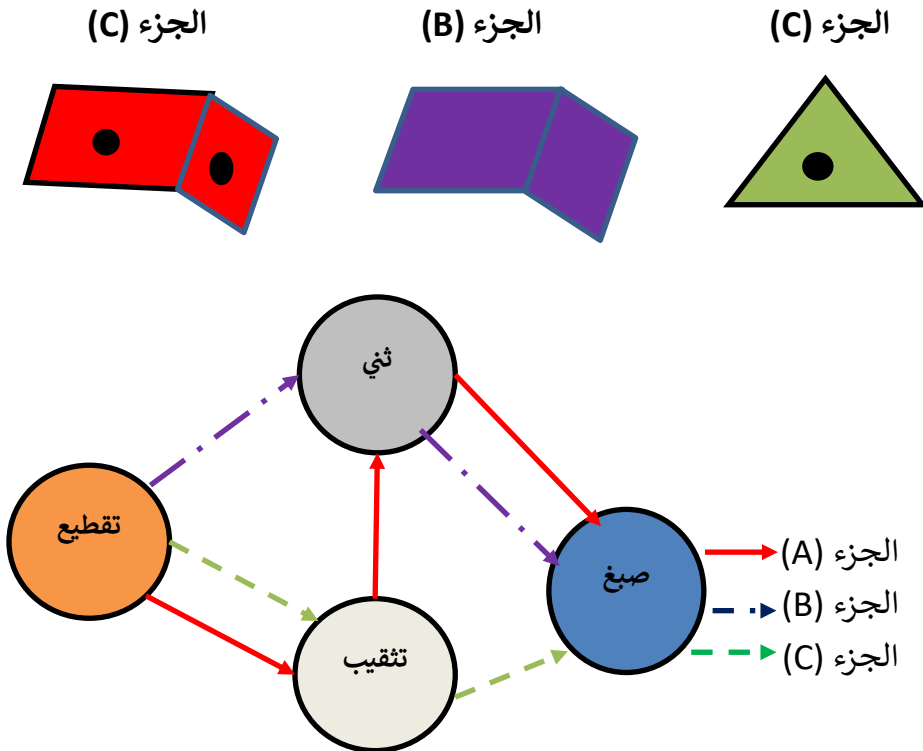 الجزء (C)
الجزء (B)
الجزء (C)
ثني
تقطيع
صبغ
تثقيب
الجزء (A)
الجزء (B)
الجزء (C)